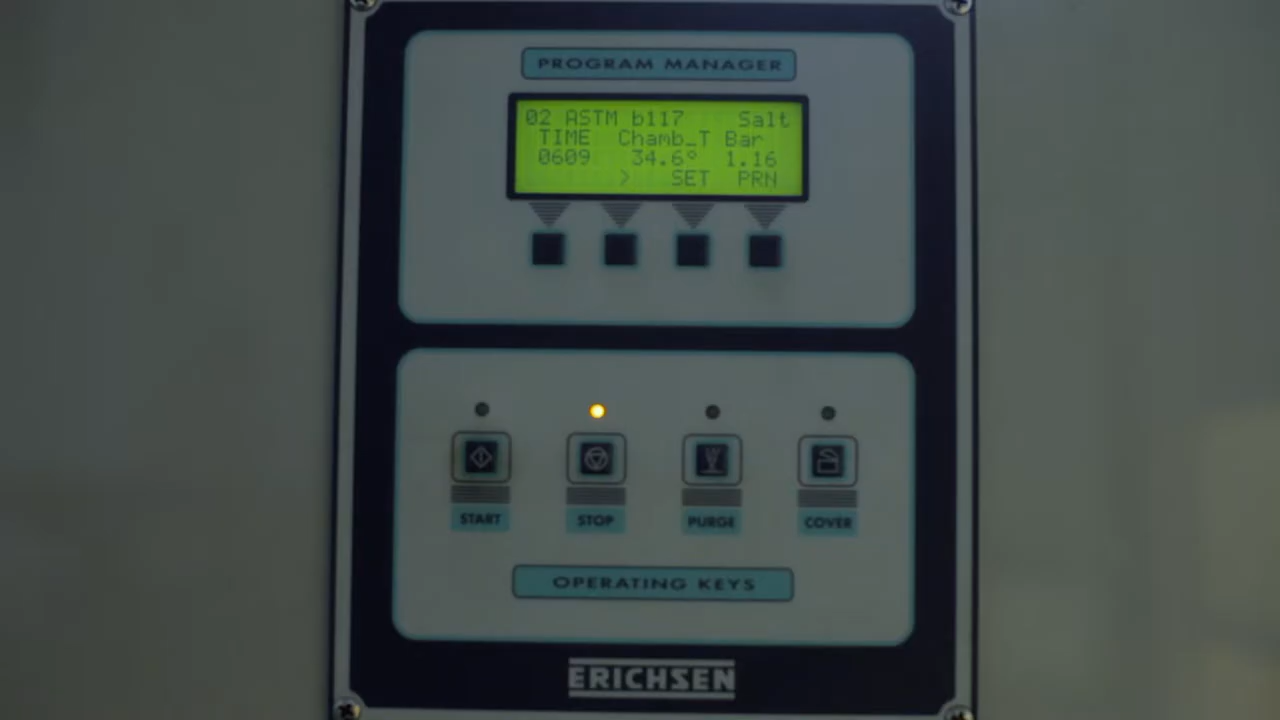 PROGRAM MANAGER
02 ASTM b117 Salt
TIME Chamb_T Bar
0609 34.6° 1.16
> SET PRN
START STOP PURGE COVER
OPERATING KEYS
ERICHSEN